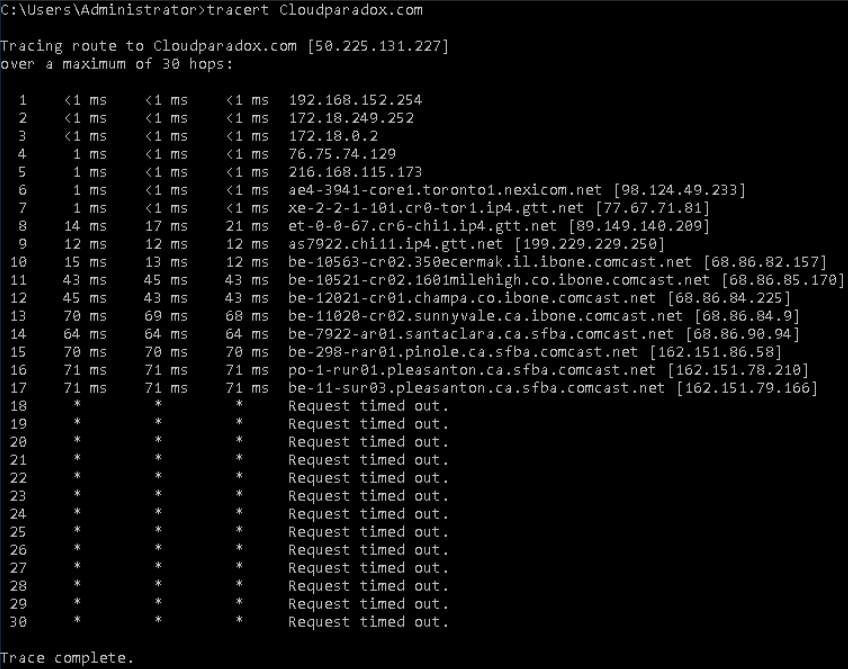 C:\Users\Administrator>tracert Cloudparadox.com
Tracing route to Cloudparadox.com [50.225.131.227]
over a maximum of 30 hops:
1 <1 ms <1 ms <1 ms 192.168.152.254
2 <1 ms <1 ms <1 ms 172.18.249.252
3 <1 ms <1 ms <1 ms 172.18.0.2
4 1 ms <1 ms <1 ms 76.75.74.129
5 1 ms <1 ms <1 ms 216.168.115.173
6 1 ms <1 ms <1 ms ae4-3941-core1.toronto1.nexicom.net [98.124.49.233]
7 1 ms <1 ms <1 ms xe-2-2-1-101.cr0-tor1.ip4.gtt.net [77.67.71.81]
8 14 ms 17 ms 21 ms et-0-0-67.cr6-chi1.ip4.gtt.net [89.149.140.209]
9 12 ms 12 ms 12 ms as7922.chi11.ip4.gtt.net [199.229.229.250]
10 15 ms 13 ms 12 ms be-10563-cr02.350ecermak.il.ibone.comcast.net [68.86.82.157]
11 43 ms 45 ms 43 ms be-10521-cr02.1601milehigh.co.ibone.comcast.net [68.86.85.170]
12 45 ms 43 ms 43 ms be-12021-cr01.champa.co.ibone.comcast.net [68.86.84.225]
13 70 ms 69 ms 68 ms be-11020-cr02.sunnyvale.ca.ibone.comcast.net [68.86.84.9]
14 64 ms 64 ms 64 ms be-7922-ar01.santaclara.ca.sfba.comcast.net [68.86.90.94]
15 70 ms 70 ms 70 ms be-298-rar01.pinole.ca.sfba.comcast.net [162.151.86.58]
16 71 ms 71 ms 71 ms po-1-rur01.pleasanton.ca.sfba.comcast.net [162.151.78.210]
17 71 ms 71 ms 71 ms be-11-sur03.pleasanton.ca.sfba.comcast.net [162.151.79.166]
18 * * * Request timed out.
19 * * * Request timed out.
20 * * * Request timed out.
21 * * * Request timed out.
22 * * * Request timed out.
23 * * * Request timed out.
24 * * * Request timed out.
25 * * * Request timed out.
26 * * * Request timed out.
27 * * * Request timed out.
28 * * * Request timed out.
29 * * * Request timed out.
30 * * * Request timed out.
Trace complete.